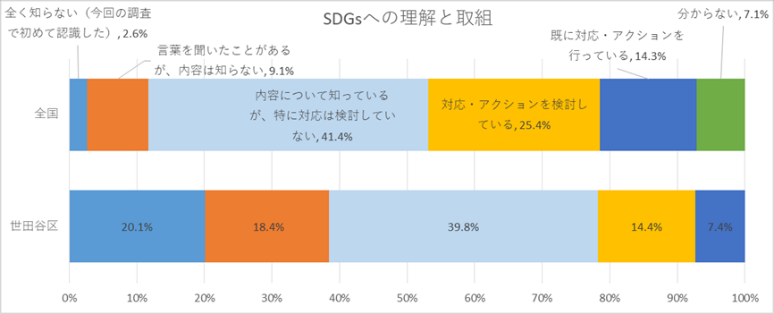 SDGsへの理解と取組
全く知らない（今回の調査
で初めて認識した）, 2.6%
言葉を聞いたことがある
が、内容は知らない, 9.1%
内容について知っている
が、特に対応は検討してい
ない, 41.4%
対応・アクションを検討し
ている, 25.4%
既に対応・アクションを
行っている, 14.3%
分からない, 7.1%
全国
世田谷区
20.1%
18.4%
39.8%
14.4%
7.4%
0%
10%
20%
30%
40%
50%
60%
70%
80%
90%
100%